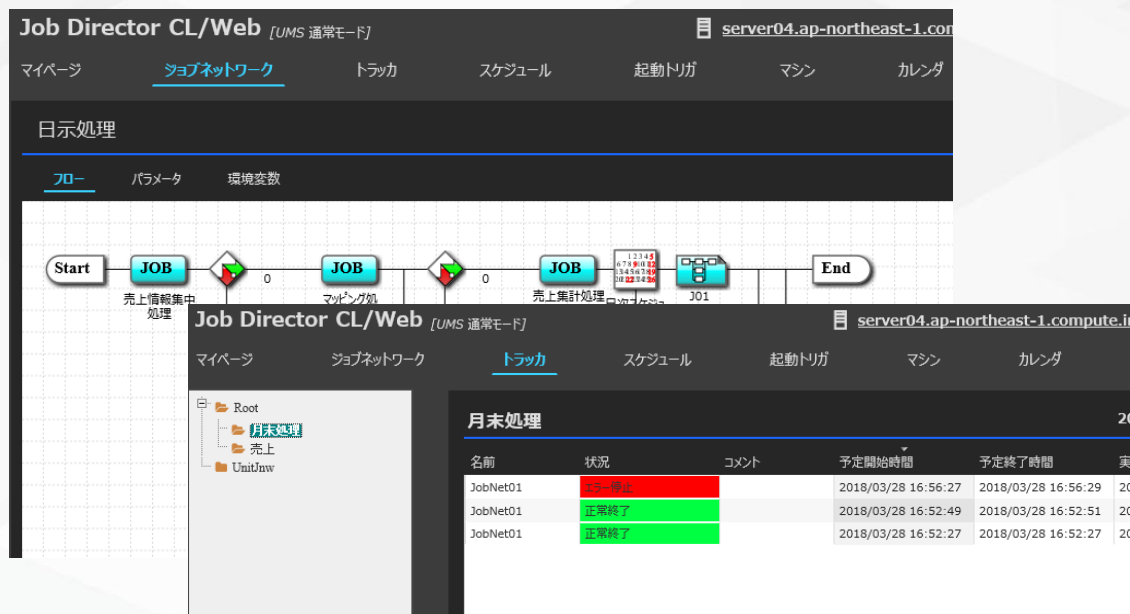 Job Director CL/Web [UMS 通常モード]
server04.ap-northeast-1.com
マイページ ジョブネットワーク トラッカ スケジュール 起動トリガ マシン カレンダ
日示処理
フロー パラメータ 環境変数
Start JOB 0 JOB 0 JOB End
売上情報集中
処理
マッピング処
売上集計処理
J01
Job Director CL/Web [UMS 通常モード]
server04.ap-northeast-1.compute.i
マイページ ジョブネットワーク トラッカ スケジュール 起動トリガ マシン カレンダ
Root
月末処理
売上
UnitJnw
月末処理 20
名前 状況 コメント 予定開始時間 予定終了時間 実
JobNet01 エラー停止 2018/03/28 16:56:27 2018/03/28 16:56:29 20
JobNet01 正常終了 2018/03/28 16:52:49 2018/03/28 16:52:51 20
JobNet01 正常終了 2018/03/28 16:52:27 2018/03/28 16:52:27 20